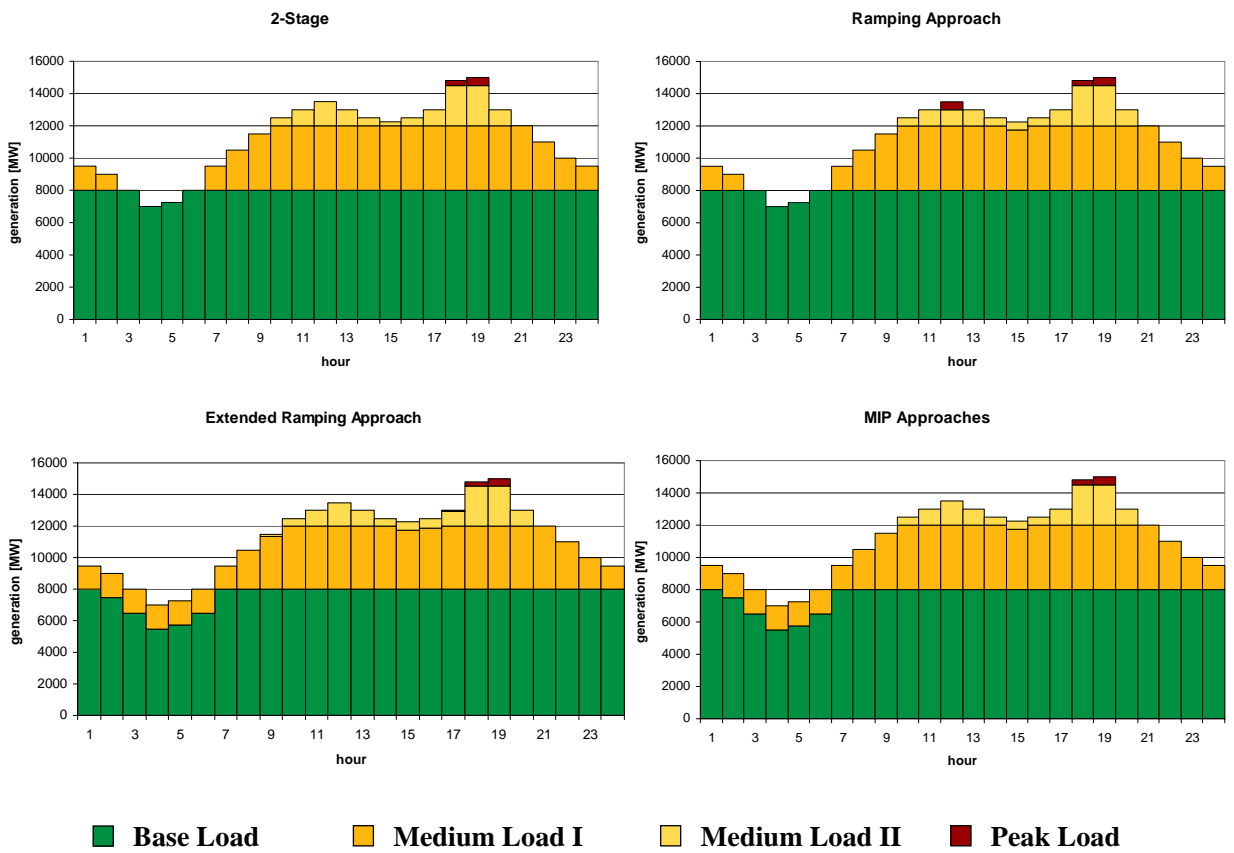 2-Stage
generation [MW]
16000
14000
12000
10000
8000
6000
4000
2000
0
1 3 5 7 9 11 13 15 17 19 21 23
hour
Ramping Approach
generation [MW]
16000
14000
12000
10000
8000
6000
4000
2000
0
1 3 5 7 9 11 13 15 17 19 21 23
hour
Extended Ramping Approach
generation [MW]
16000
14000
12000
10000
8000
6000
4000
2000
0
1 3 5 7 9 11 13 15 17 19 21 23
hour
MIP Approaches
generation [MW]
16000
14000
12000
10000
8000
6000
4000
2000
0
1 3 5 7 9 11 13 15 17 19 21 23
hour
Base Load Medium Load I Medium Load II Peak Load